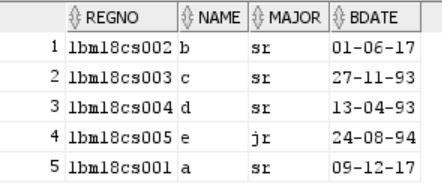 REGNO NAME MAJOR BDATE
1 1bm18cs002 b sr 01-06-17
2 1bm18cs003 c sr 27-11-93
3 1bm18cs004 d sr 13-04-93
4 1bm18cs005 e jr 24-08-94
5 1bm18cs001 a sr 09-12-17